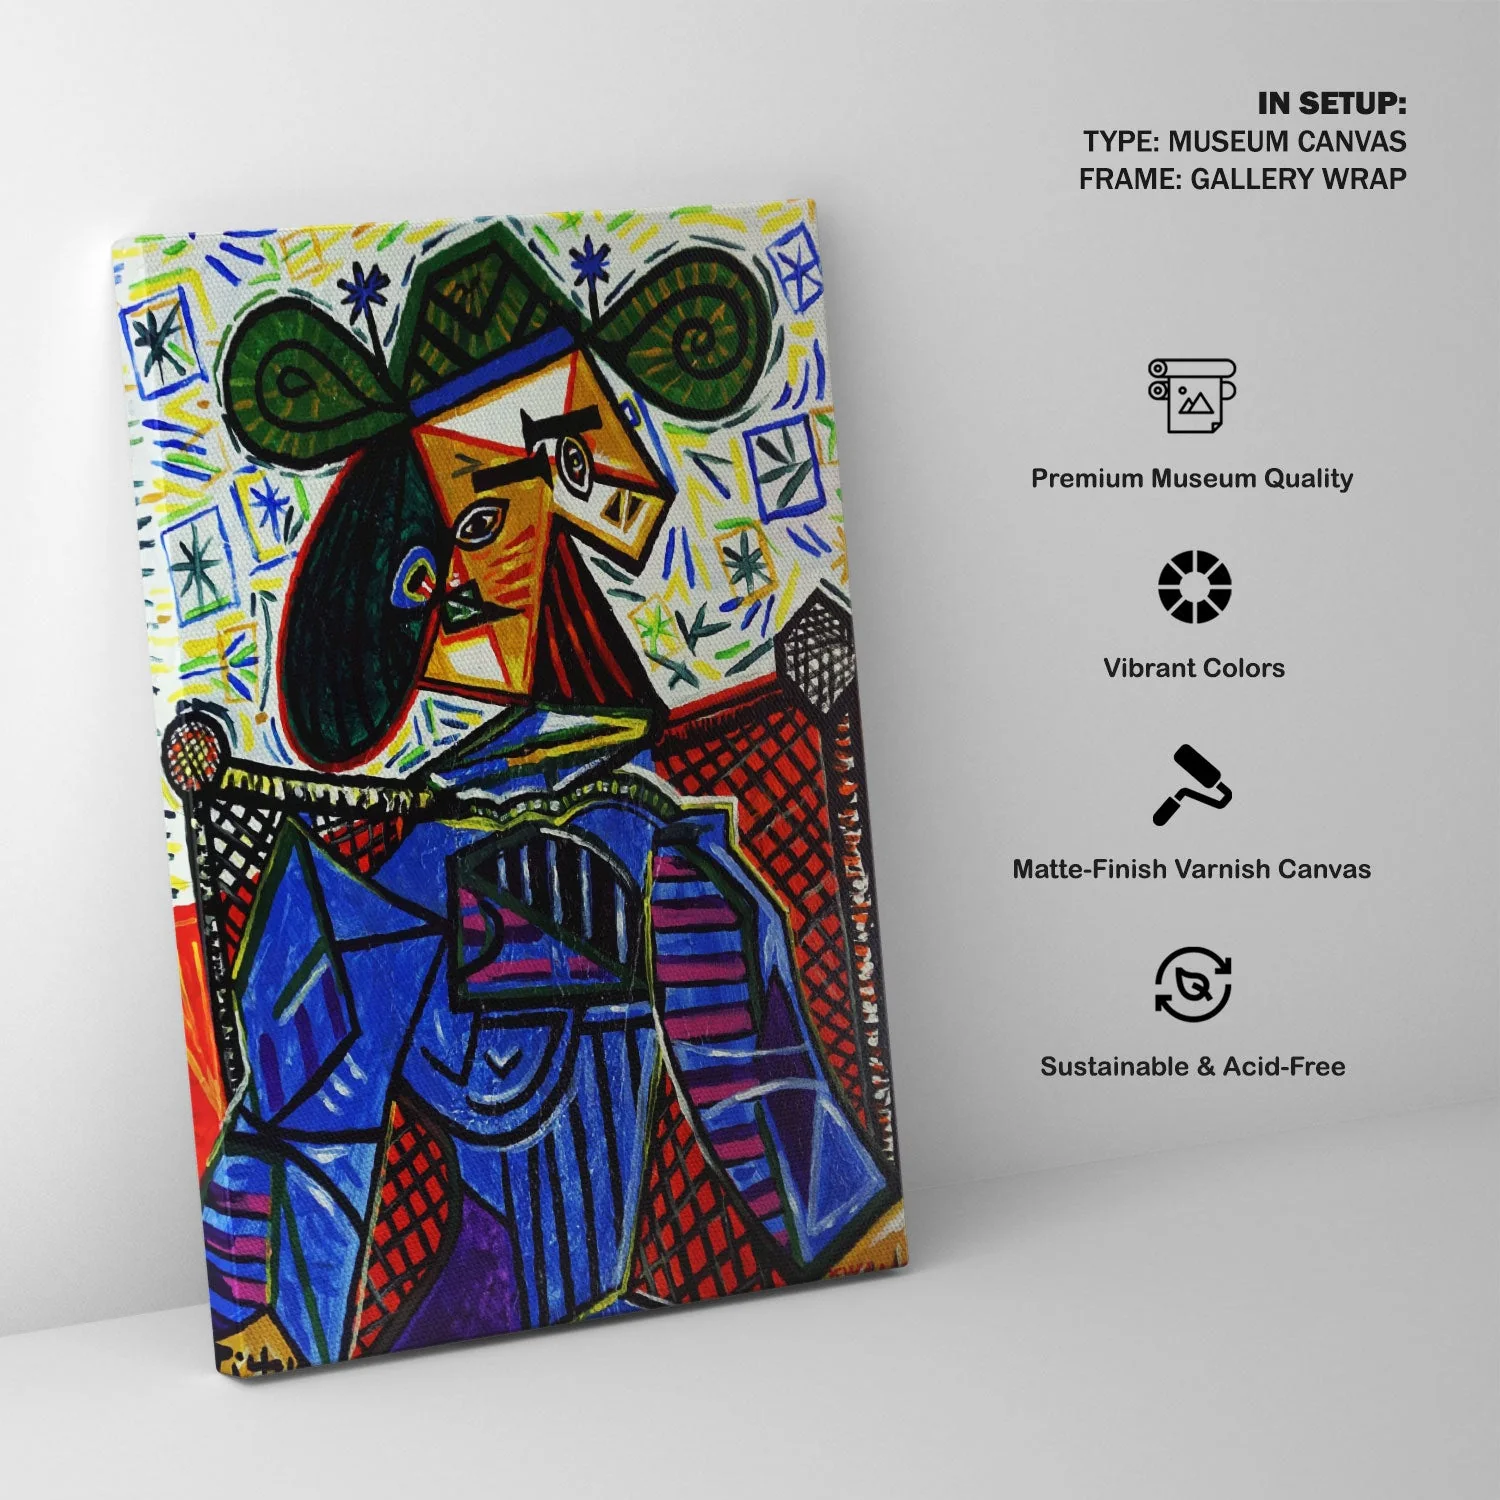 IN SETUP:
TYPE: MUSEUM CANVAS
FRAME: GALLERY WRAP
Premium Museum Quality
Vibrant Colors
Matte-Finish Varnish Canvas
Sustainable & Acid-Free